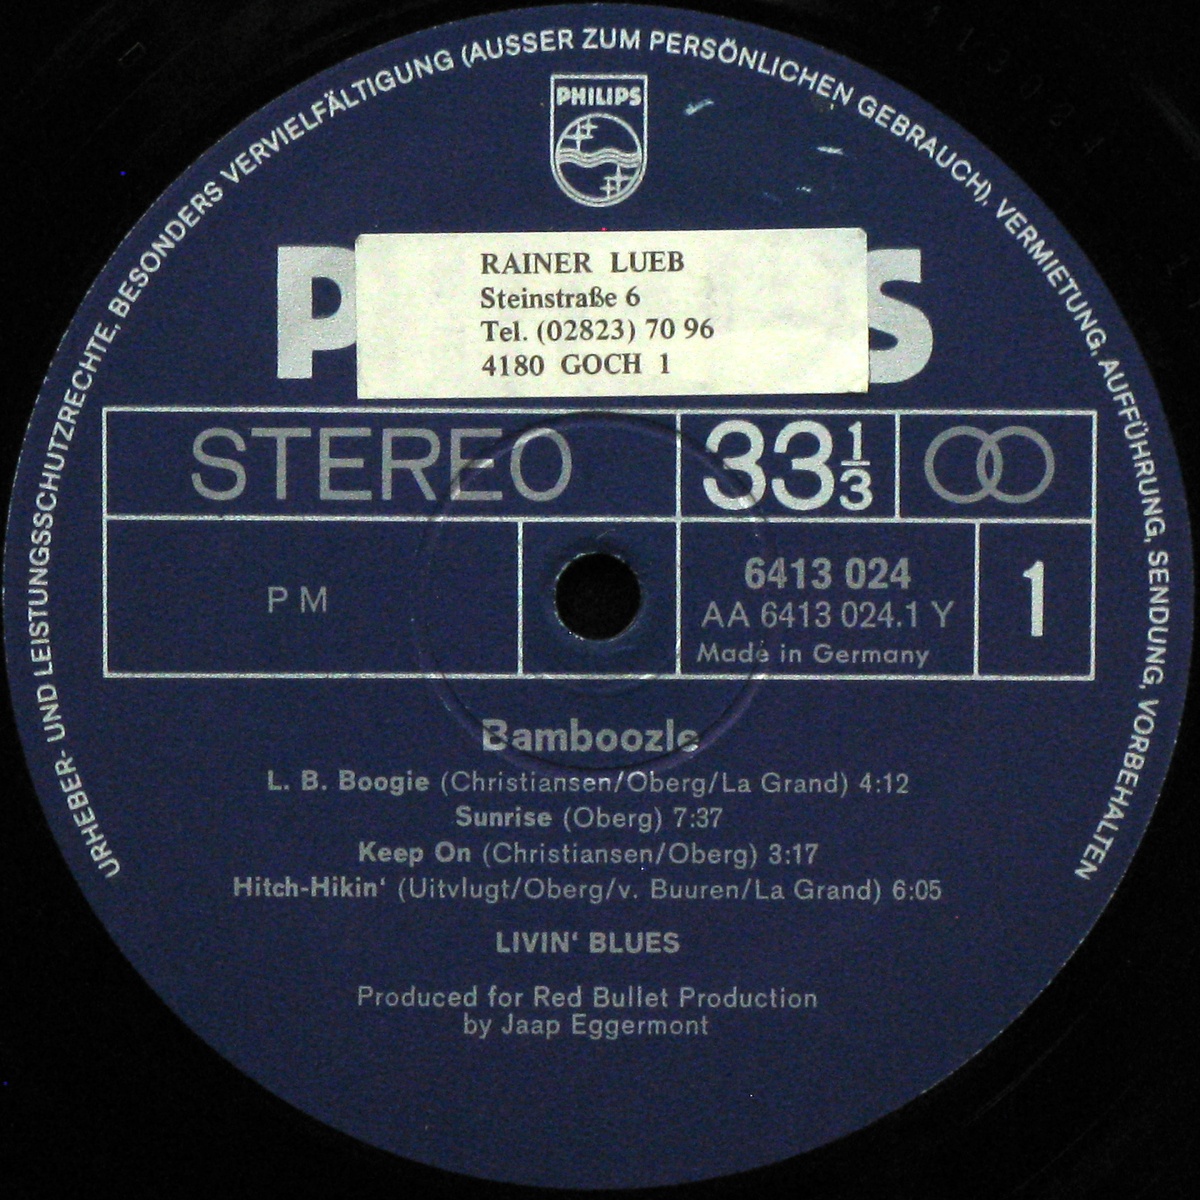 URHEBER- UND LEISTUNGSSCHUTZRECHTE, BESONDERS VERVIELFÄLTIGUNG (AUSSER ZUM PERSÖNLICHEN GEBRAUCH), VERMIETUNG, AUFFÜHRUNG, SENDUNG, VORBEHALTEN
PHILIPS
RAINER LUEB
Steinstraße 6
Tel. (02823) 70 96
4180 GOCH 1
STEREO
33 1/3
PM
6413 024
AA 6413 024.1 Y
Made in Germany
1
Bamboozle
L. B. Boogie (Christiansen/Oberg/La Grand) 4:12
Sunrise (Oberg) 7:37
Keep On (Christiansen/Oberg) 3:17
Hitch-Hikin' (Uitvlugt/Oberg/v. Buuren/La Grand) 6:05
LIVIN' BLUES
Produced for Red Bullet Production
by Jaap Eggermont